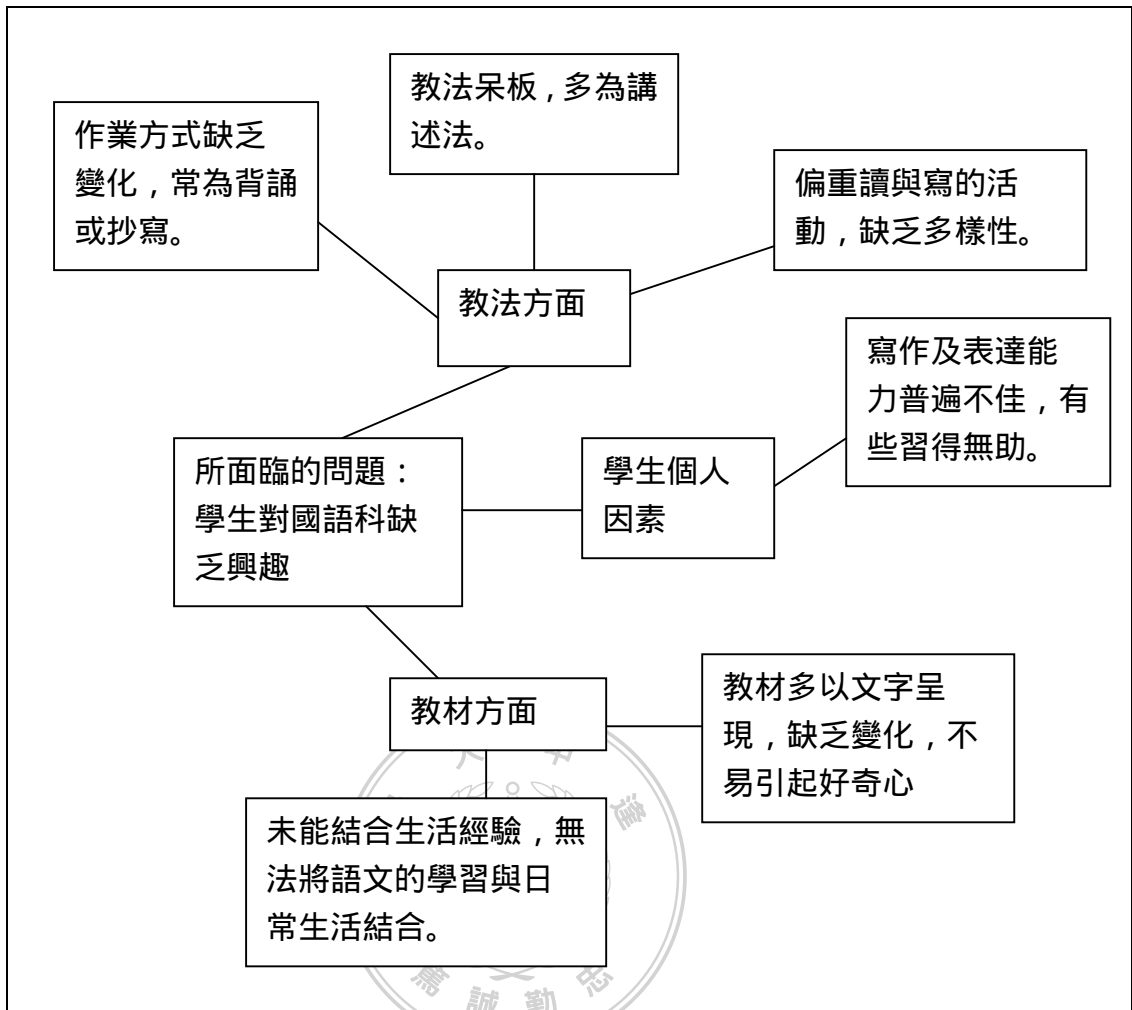 教法呆板，多為講
述法。
作業方式缺乏
變化，常為背誦
或抄寫。
偏重讀與寫的活
動，缺乏多樣性。
教法方面
寫作及表達能
力普遍不佳，有
些習得無助。
所面臨的問題：
學生對國語科缺
乏興趣
學生個人
因素
教材方面
教材多以文字呈
現，缺乏變化，不
易引起好奇心
未能結合生活經驗，無
法將語文的學習與日
常生活結合。
篤誠勤忠